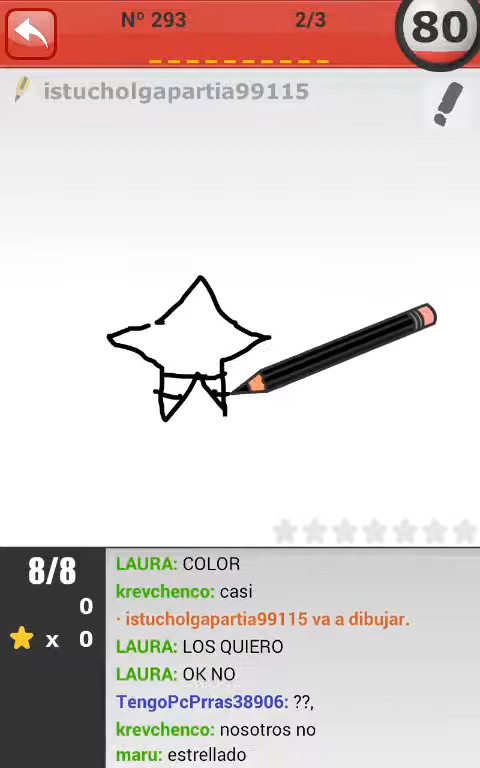 Nº 293
2/3
80
istucholgapartia99115
8/8
0
x 0
LAURA: COLOR
krevchenco: casi
· istucholgapartia99115 va a dibujar.
LAURA: LOS QUIERO
LAURA: OK NO
TengoPcPrras38906: ??,
krevchenco: nosotros no
maru: estrellado